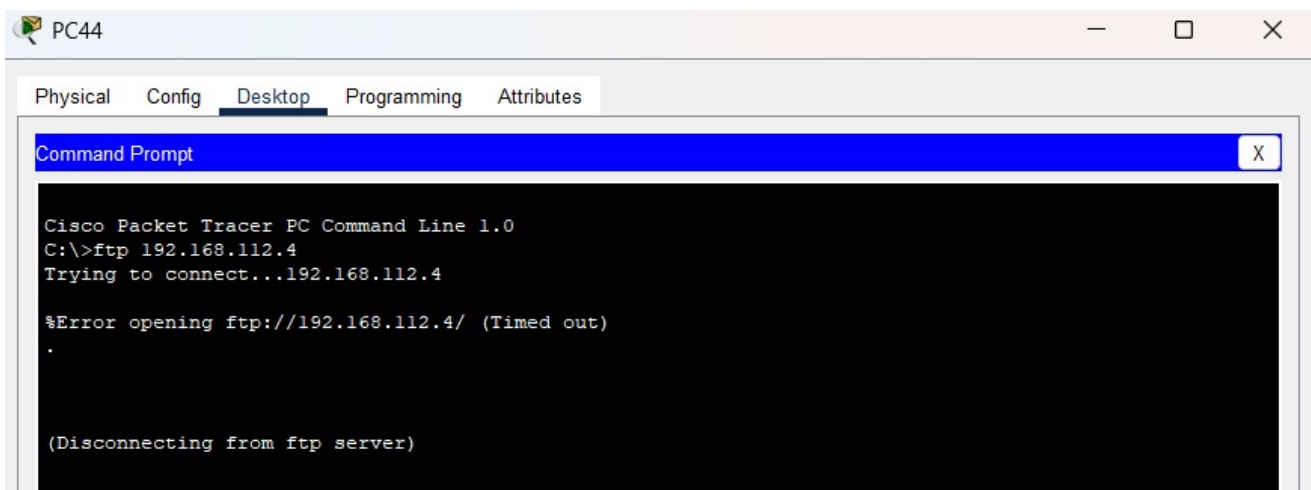 PC44
Physical Config Desktop Programming Attributes
Command Prompt
X
Cisco Packet Tracer PC Command Line 1.0
C:\>ftp 192.168.112.4
Trying to connect...192.168.112.4
%Error opening ftp://192.168.112.4/ (Timed out)
.
(Disconnecting from ftp server)